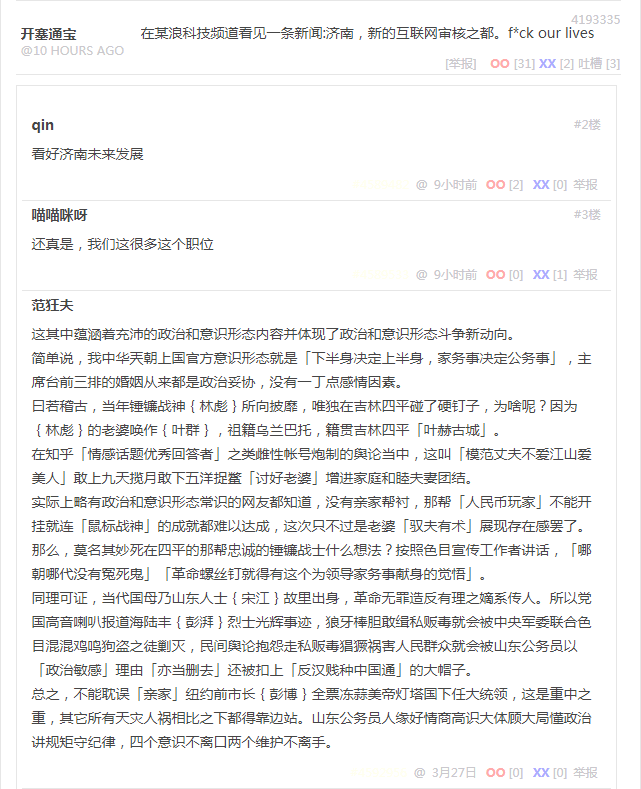 4193335
开塞通宝
在某浪科技频道看见一条新闻:济南，新的互联网审核之都。f*ck our lives
@10 HOURS AGO
[举报] OO [31] XX [2] 吐槽 [3]
qin
#2楼
看好济南未来发展
@ 9小时前 OO [2] XX [0] 举报
喵喵咪呀
#3楼
还真是，我们这很多这个职位
@ 9小时前 OO [0] XX [1] 举报
范狂夫
这其中蕴涵着充沛的政治和意识形态内容并体现了政治和意识形态斗争新动向。
简单说，我中华天朝上国官方意识形态就是「下半身决定上半身，家务事决定公务事」，主
席台前三排的婚姻从来都是政治妥协，没有一丁点感情因素。
曰若稽古，当年锤镰战神｛林彪｝所向披靡，唯独在吉林四平碰了硬钉子，为啥呢？因为
｛林彪｝的老婆唤作｛叶群｝，祖籍乌兰巴托，籍贯吉林四平「叶赫古城」。
在知乎「情感话题优秀回答者」之类雌性帐号炮制的舆论当中，这叫「模范丈夫不爱江山爱
美人」敢上九天揽月敢下五洋捉鳖「讨好老婆」增进家庭和睦夫妻团结。
实际上略有政治和意识形态常识的网友都知道，没有亲家帮衬，那帮「人民币玩家」不能开
挂就连「鼠标战神」的成就都难以达成，这次只不过是老婆「驭夫有术」展现存在感罢了。
那么，莫名其妙死在四平的那帮忠诚的锤镰战士什么想法？按照色目宣传工作者讲话，「哪
朝哪代没有冤死鬼」「革命螺丝钉就得有这个为领导家务事献身的觉悟」。
同理可证，当代国母乃山东人士｛宋江｝故里出身，革命无罪造反有理之嫡系传人。所以党
国高音喇叭报道海陆丰｛彭湃｝烈士光辉事迹，狼牙棒胆敢缉私贩毒就会被中央军委联合色
目混混鸡鸣狗盗之徒剿灭，民间舆论抱怨走私贩毒猖獗祸害人民群众就会被山东公务员以
「政治敏感」理由「亦当删去」还被扣上「反汉贱种中国通」的大帽子。
总之，不能耽误「亲家」纽约前市长｛彭博｝全票冻蒜美帝灯塔国下任大统领，这是重中之
重，其它所有天灾人祸相比之下都得靠边站。山东公务员人缘好情商高识大体顾大局懂政治
讲规矩守纪律，四个意识不离口两个维护不离手。
@ 3月27日 OO [0] XX [0] 举报